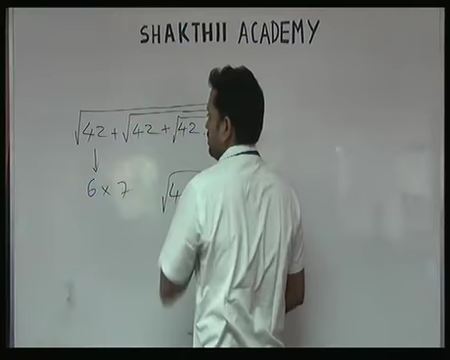 SHAKTHII ACADEMY
√42 + √42 + √42
↓
6 × 7 √4